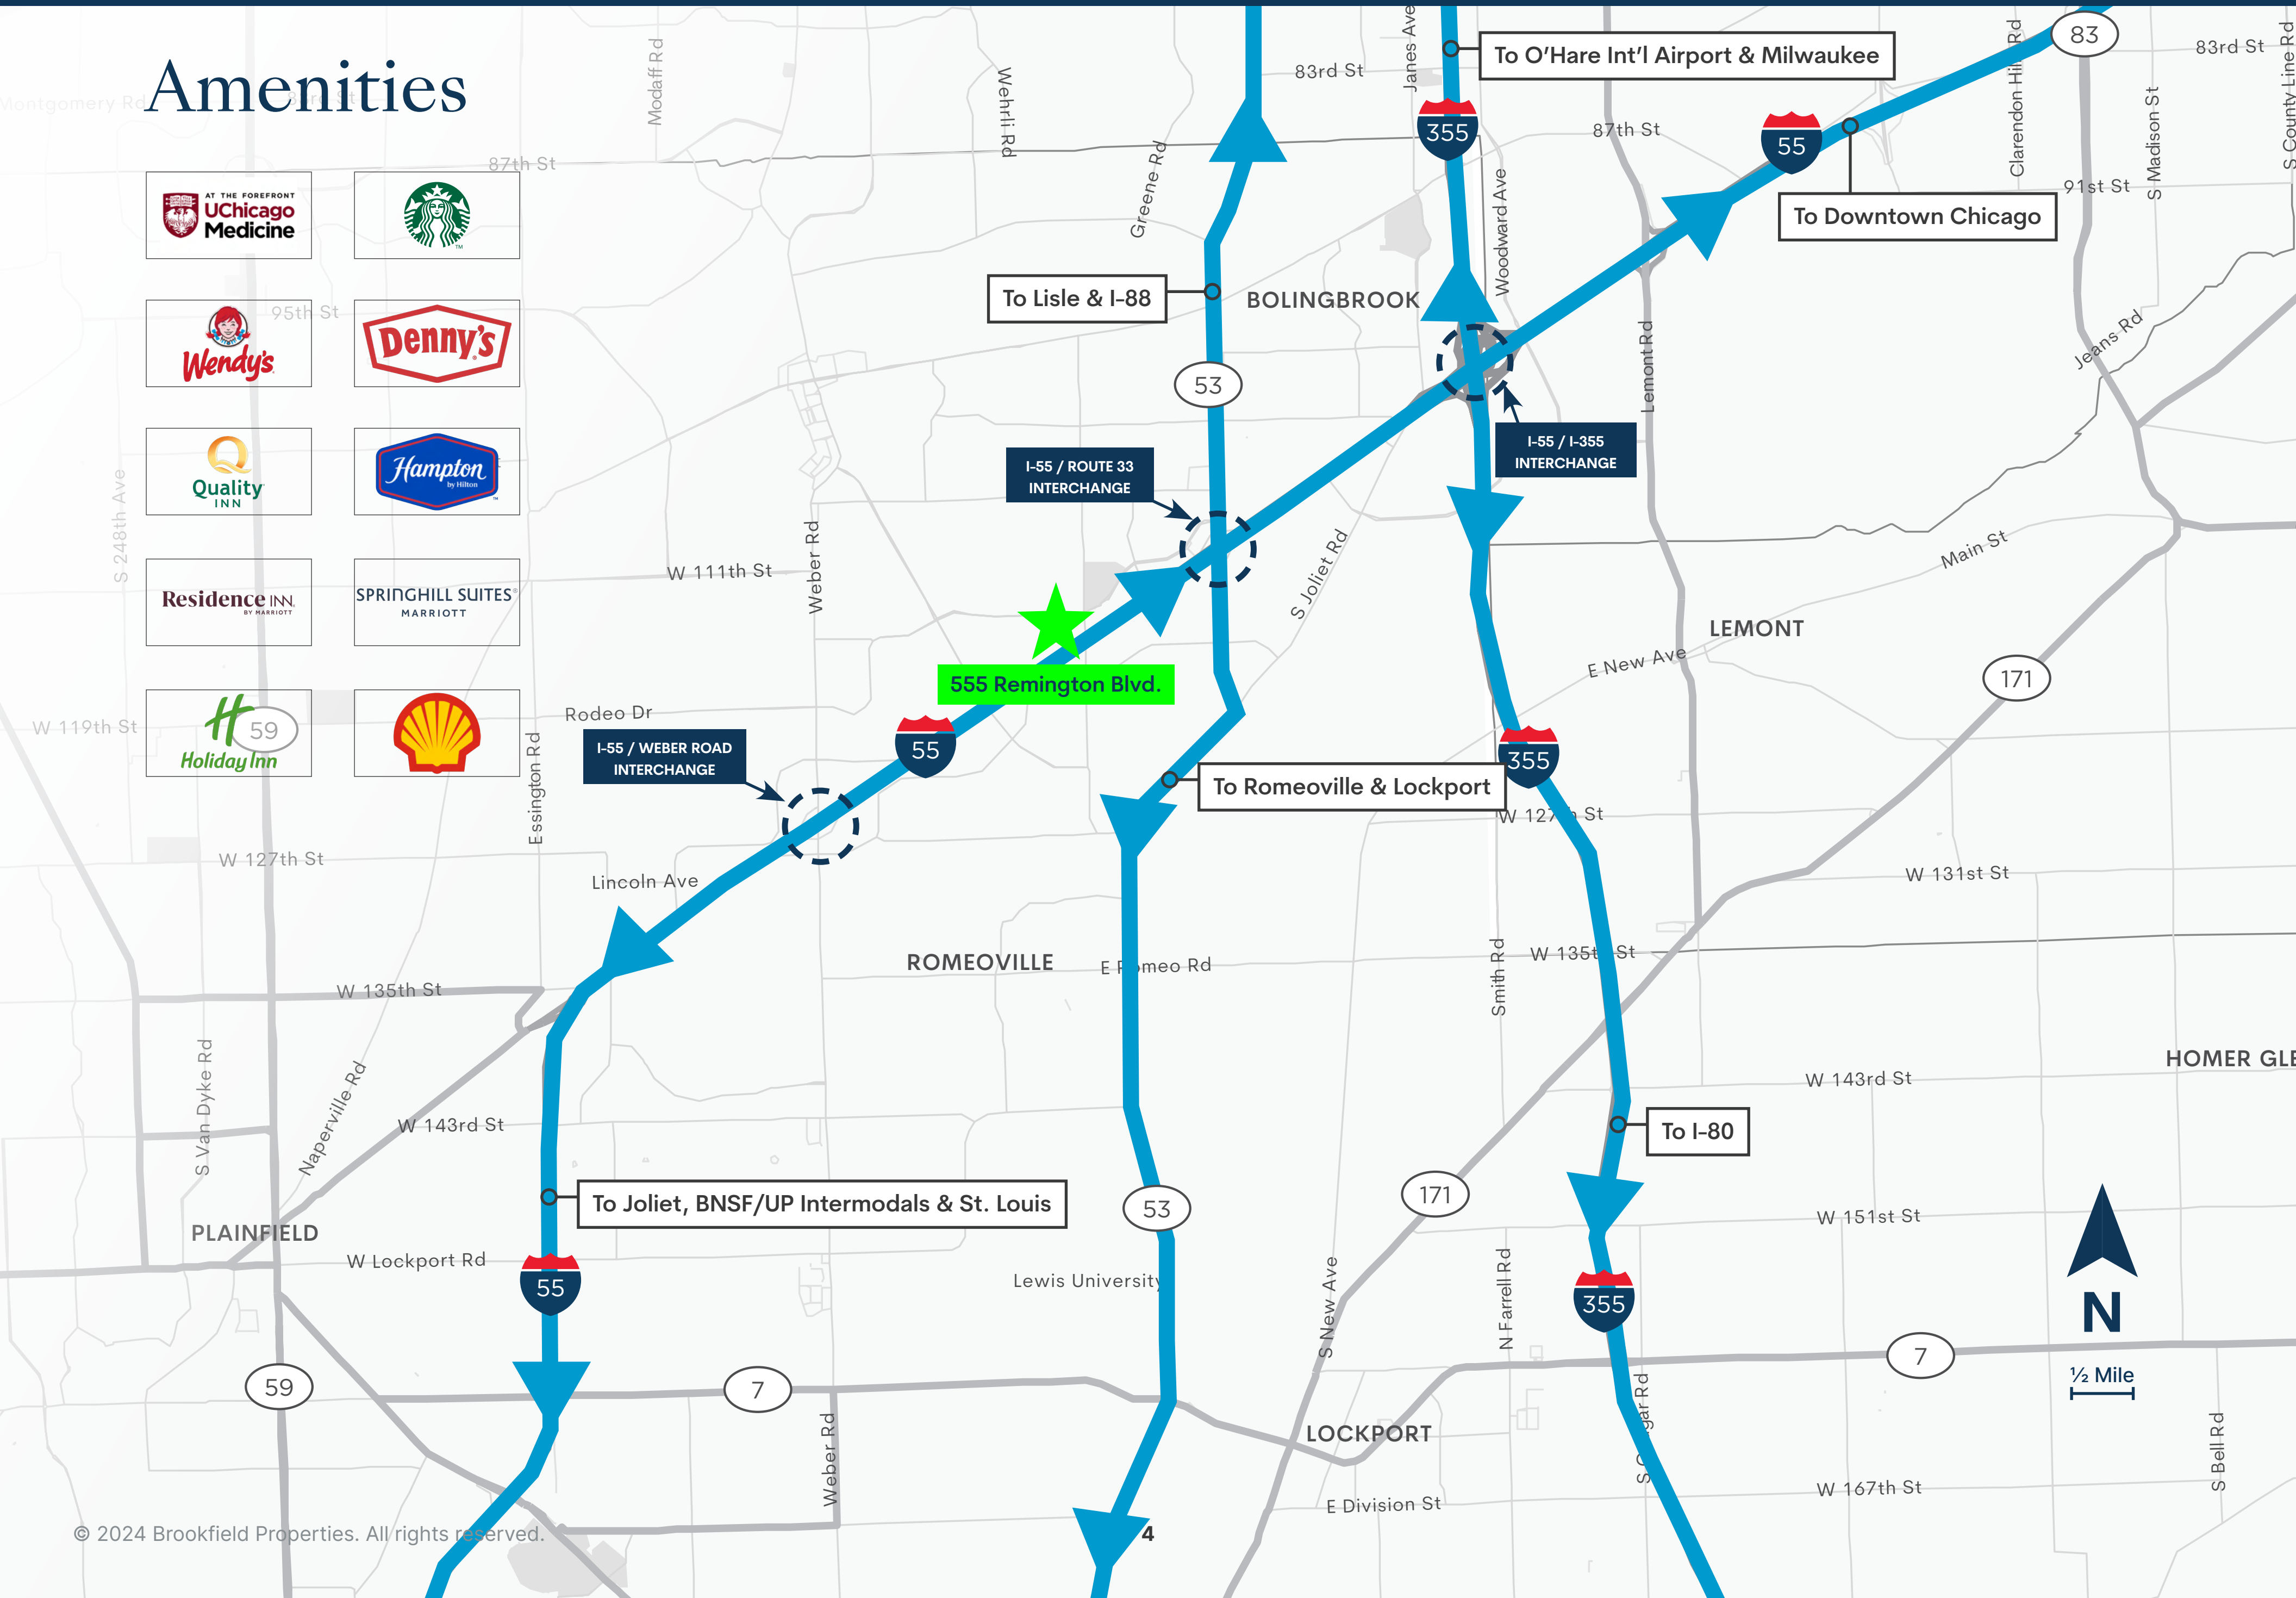 Amenities
Montgomery Rd
83rd St
Modaff Rd
Wehrli Rd
Greene Rd
83rd St
Janes Ave
To O'Hare Int'l Airport & Milwaukee
355
87th St
55
Clarendon Hill Rd
83
83rd St
S Madison St
S County Line Rd
91st St
To Downtown Chicago
Woodward Ave
87th St
AT THE FOREFRONT
UChicago
Medicine
TM
95th St
Wendy's
Denny's
To Lisle & I-88
BOLINGBROOK
53
Lemont Rd
Jeans Rd
Q
Quality
INN
Hampton
by Hilton
TM
S 248th Ave
I-55 / ROUTE 33
INTERCHANGE
I-55 / I-355
INTERCHANGE
Weber Rd
W 111th St
S Joliet Rd
Main St
Residence INN.
BY MARRIOTT
SPRINGHILL SUITES®
MARRIOTT
LEMONT
E New Ave
171
555 Remington Blvd.
H
Holiday Inn
59
W 119th St
Essington Rd
Rodeo Dr
I-55 / WEBER ROAD
INTERCHANGE
55
355
To Romeoville & Lockport
W 127th St
W 127th St
Lincoln Ave
W 131st St
ROMEOVILLE
E Romeo Rd
Smith Rd
W 135th St
W 135th St
S Van Dyke Rd
Naperville Rd
W 143rd St
W 143rd St
HOMER GLE
To I-80
To Joliet, BNSF/UP Intermodals & St. Louis
53
171
W 151st St
PLAINFIELD
W Lockport Rd
55
Lewis University
S New Ave
N Farrell Rd
355
N
½ Mile
59
7
7
Weber Rd
LOCKPORT
S Bell Rd
W 167th St
E Division St
© 2024 Brookfield Properties. All rights reserved.
4